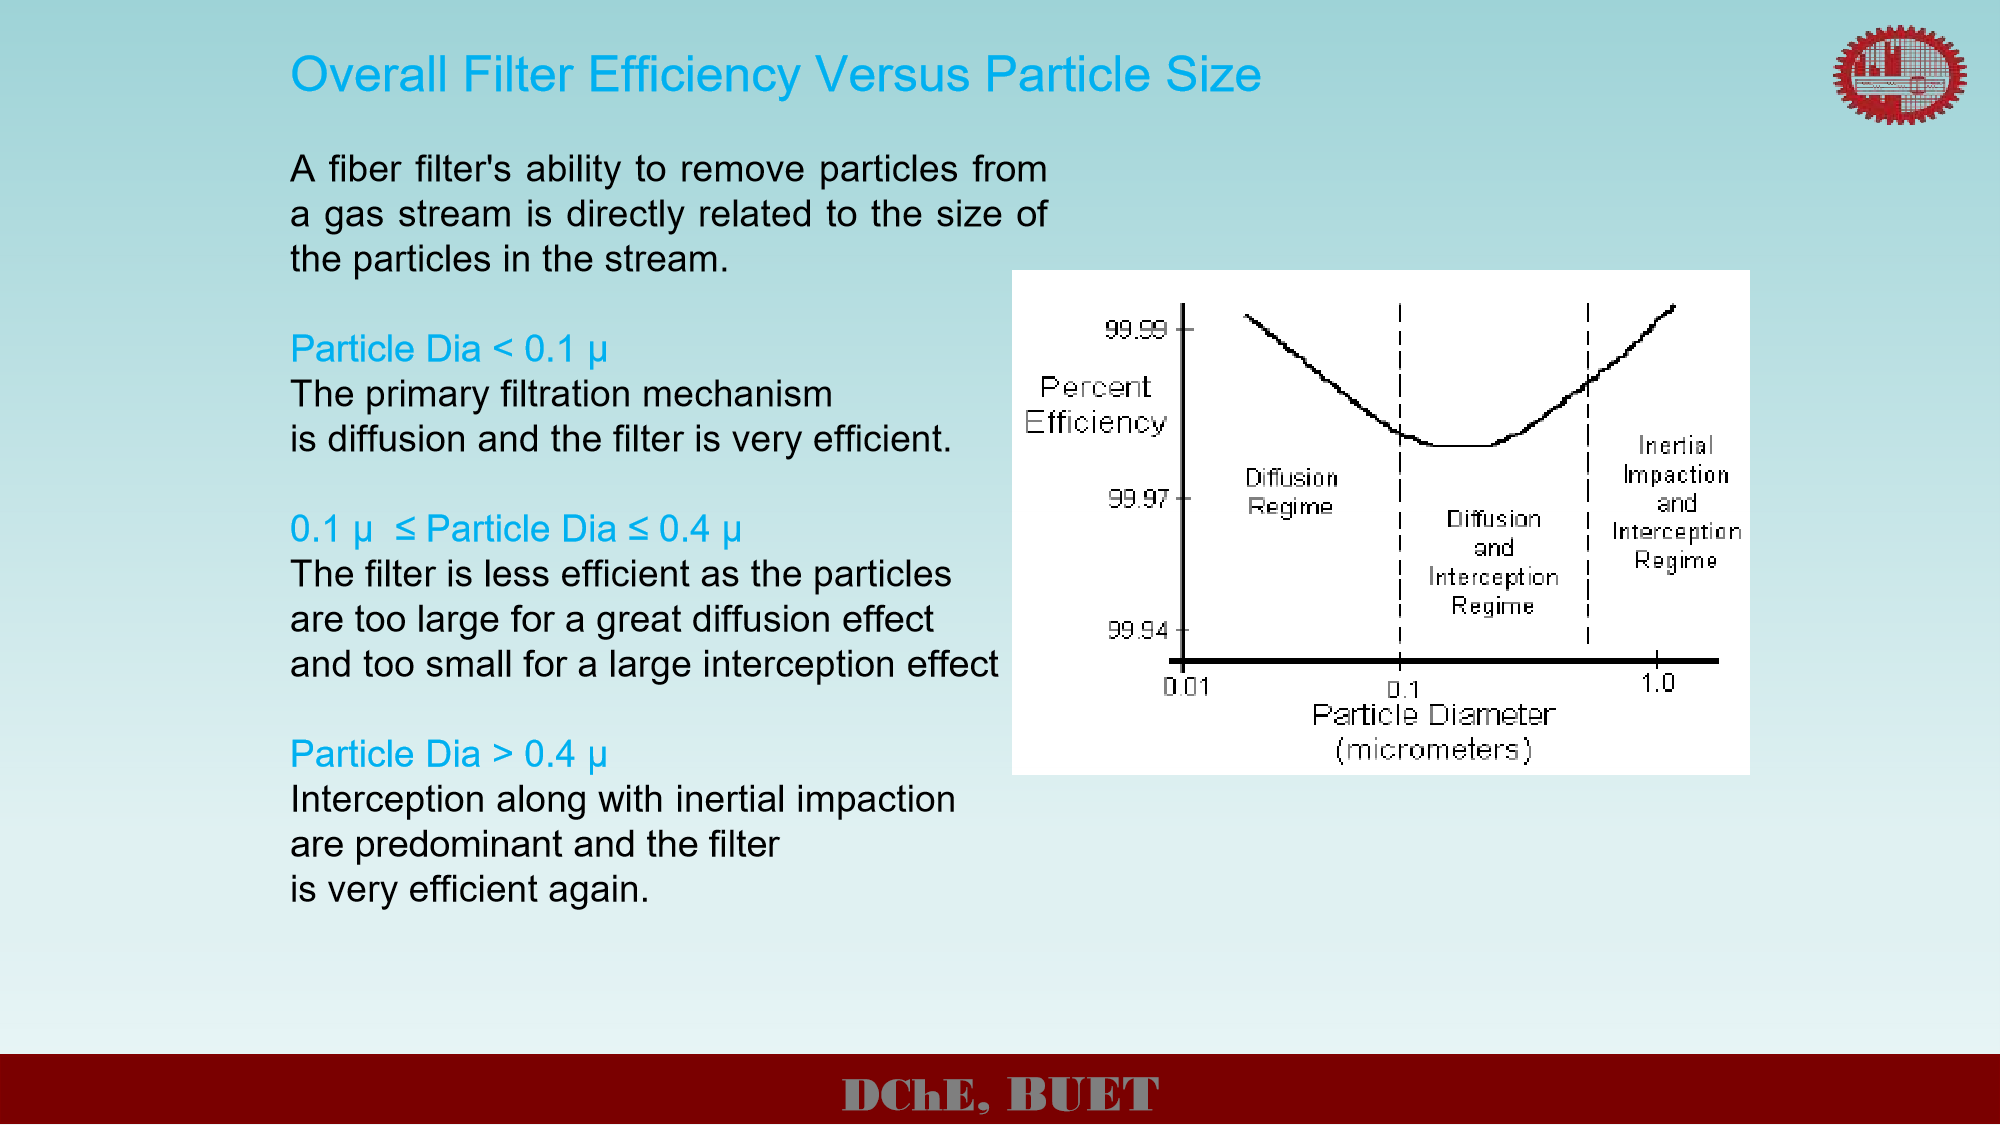 Overall Filter Efficiency Versus Particle Size
A fiber filter's ability to remove particles from
a gas stream is directly related to the size of
the particles in the stream.
Particle Dia < 0.1 μ
The primary filtration mechanism
is diffusion and the filter is very efficient.
0.1 μ  ≤ Particle Dia ≤ 0.4 μ
The filter is less efficient as the particles
are too large for a great diffusion effect
and too small for a large interception effect
Particle Dia > 0.4 μ
Interception along with inertial impaction
are predominant and the filter
is very efficient again.
99.99
Percent
Efficiency
99.97
99.94
Diffusion
Regime
Diffusion
and
Interception
Regime
Inertial
Impaction
and
Interception
Regime
0.01
0.1
1.0
Particle Diameter
(micrometers)
DChE, BUET